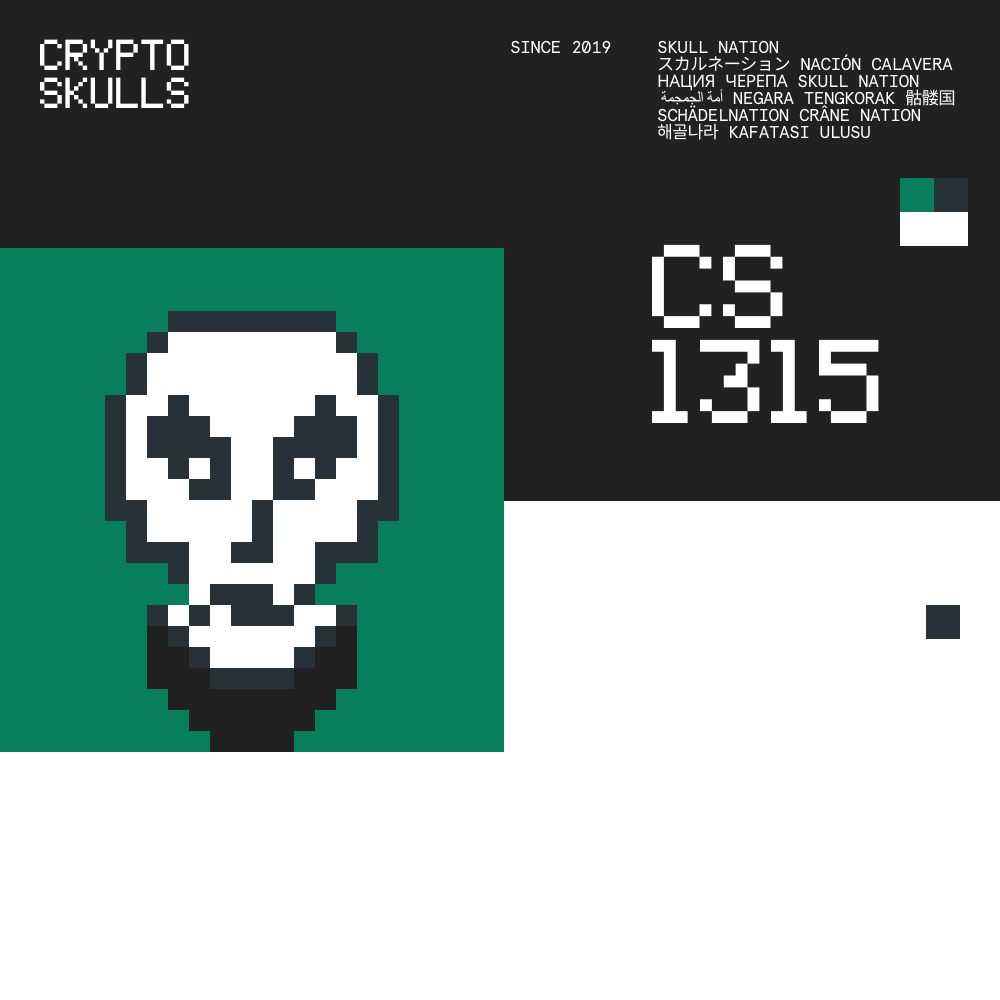 CRYPTO
SKULLS
SINCE 2019
SKULL NATION
スカルネーション NACIÓN CALAVERA
НАЦИЯ ЧЕРЕПА SKULL NATION
أمة الجمجمة NEGARA TENGKORAK 骷髅国
SCHÄDELNATION CRÂNE NATION
해골나라 KAFATASI ULUSU
CS
1315